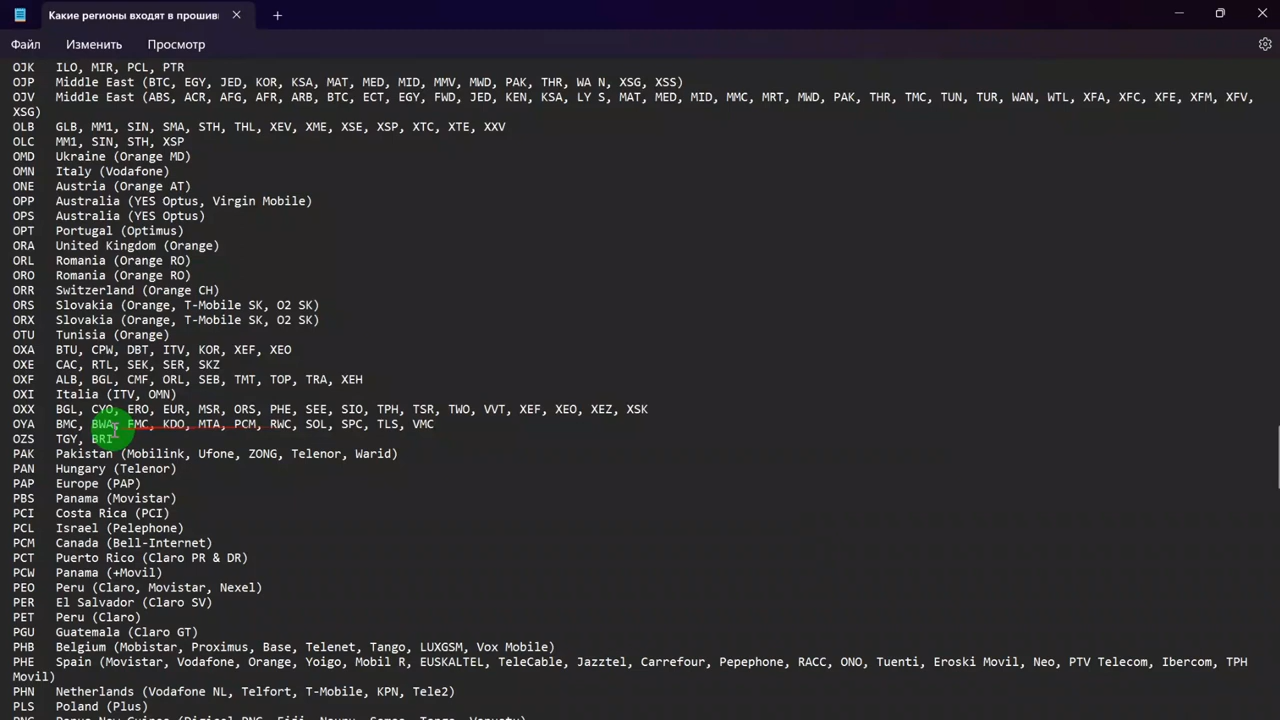 Какие регионы входят в прошив
Файл Изменить Просмотр
OJK ILO, MIR, PCL, PTR
OJP Middle East (BTC, EGY, JED, KOR, KSA, MAT, MED, MID, MMV, MWD, PAK, THR, WA N, XSG, XSS)
OJV Middle East (ABS, ACR, AFG, AFR, ARB, BTC, ECT, EGY, FWD, JED, KEN, KSA, LY S, MAT, MED, MID, MMC, MRT, MWD, PAK, THR, TMC, TUN, TUR, WAN, WTL, XFA, XFC, XFE, XFM, XFV,
XSG)
OLB GLB, MM1, SIN, SMA, STH, THL, XEV, XME, XSE, XSP, XTC, XTE, XXV
OLC MM1, SIN, STH, XSP
OMD Ukraine (Orange MD)
OMN Italy (Vodafone)
ONE Austria (Orange AT)
OPP Australia (YES Optus, Virgin Mobile)
OPS Australia (YES Optus)
OPT Portugal (Optimus)
ORA United Kingdom (Orange)
ORL Romania (Orange RO)
ORO Romania (Orange RO)
ORR Switzerland (Orange CH)
ORS Slovakia (Orange, T-Mobile SK, O2 SK)
ORX Slovakia (Orange, T-Mobile SK, O2 SK)
OTU Tunisia (Orange)
OXA BTU, CPW, DBT, ITV, KOR, XEF, XEO
OXE CAC, RTL, SEK, SER, SKZ
OXF ALB, BGL, CMF, ORL, SEB, TMT, TOP, TRA, XEH
OXI Italia (ITV, OMN)
OXX BGL, CYO, ERO, EUR, MSR, ORS, PHE, SEE, SIO, TPH, TSR, TWO, VVT, XEF, XEO, XEZ, XSK
OYA BMC, BWA, FMC, KDO, MTA, PCM, RWC, SOL, SPC, TLS, VMC
OZS TGY, BRI
PAK Pakistan (Mobilink, Ufone, ZONG, Telenor, Warid)
PAN Hungary (Telenor)
PAP Europe (PAP)
PBS Panama (Movistar)
PCI Costa Rica (PCI)
PCL Israel (Pelephone)
PCM Canada (Bell-Internet)
PCT Puerto Rico (Claro PR & DR)
PCW Panama (+Movil)
PEO Peru (Claro, Movistar, Nexel)
PER El Salvador (Claro SV)
PET Peru (Claro)
PGU Guatemala (Claro GT)
PHB Belgium (Mobistar, Proximus, Base, Telenet, Tango, LUXGSM, Vox Mobile)
PHE Spain (Movistar, Vodafone, Orange, Yoigo, Mobil R, EUSKALTEL, TeleCable, Jazztel, Carrefour, Pepephone, RACC, ONO, Tuenti, Eroski Movil, Neo, PTV Telecom, Ibercom, TPH
Movil)
PHN Netherlands (Vodafone NL, Telfort, T-Mobile, KPN, Tele2)
PLS Poland (Plus)